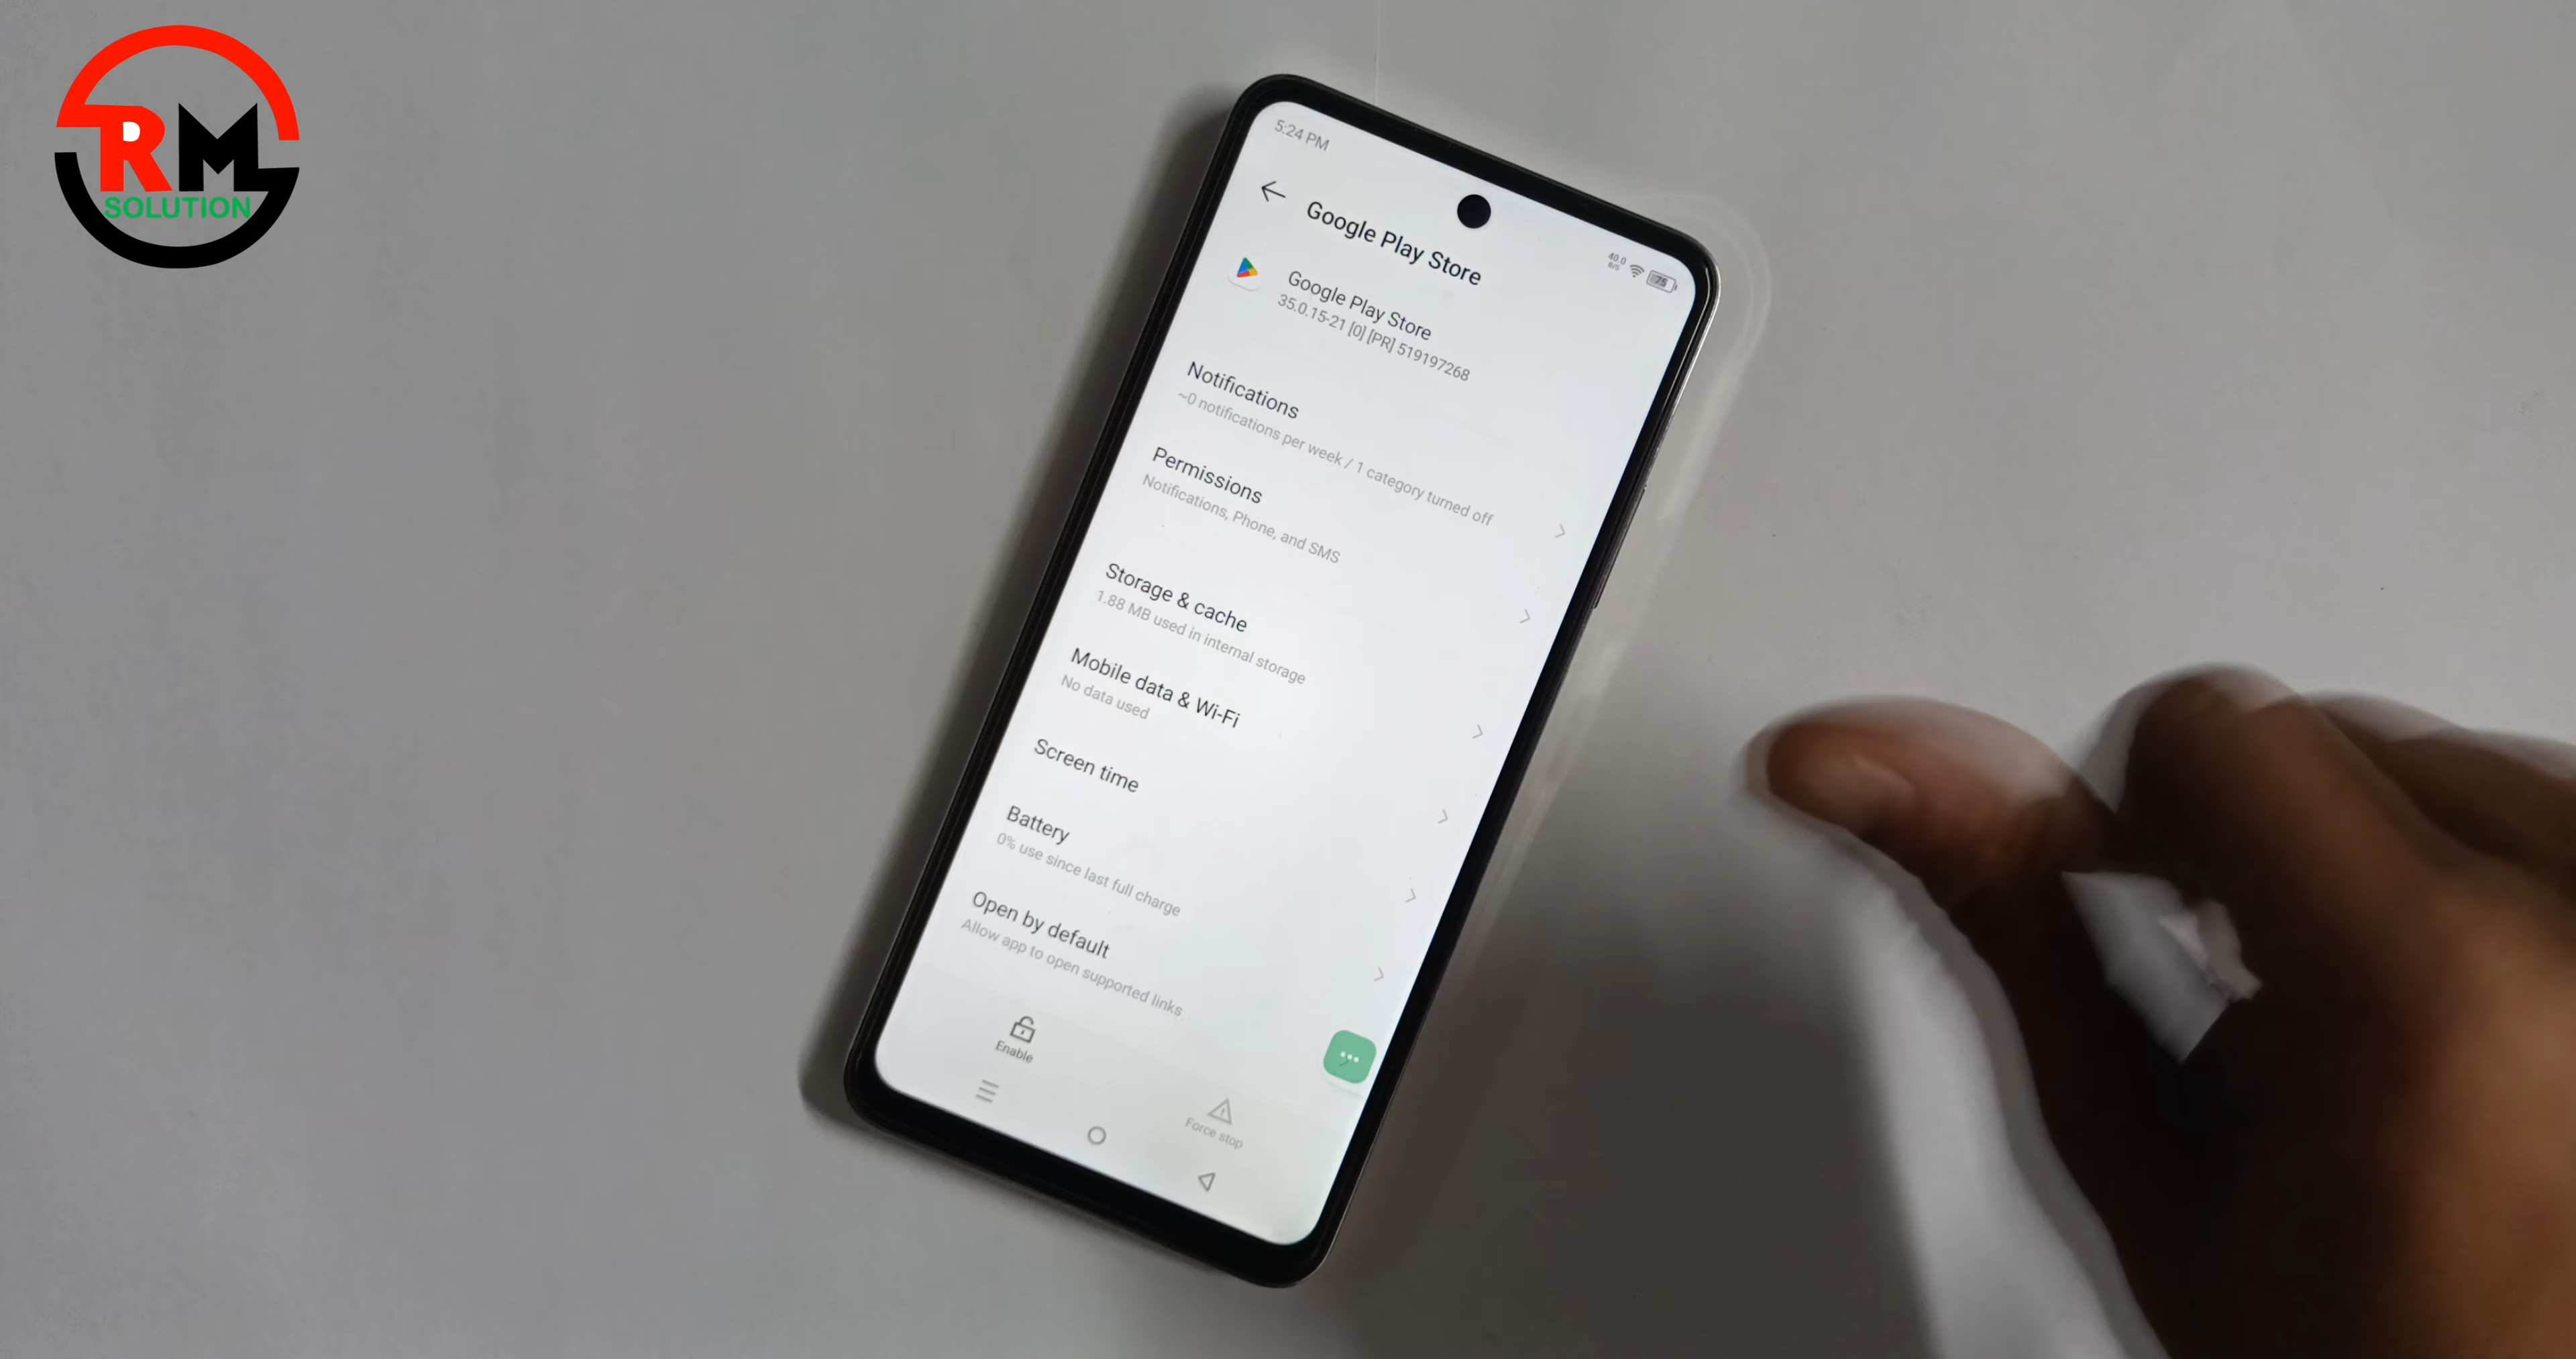 RM
SOLUTION
5:24 PM
40.0
B/S
75
Google Play Store
Google Play Store
35.0.15-21 [0] [PR] 519197268
Notifications
~0 notifications per week / 1 category turned off
Permissions
Notifications, Phone, and SMS
Storage & cache
1.88 MB used in internal storage
Mobile data & Wi-Fi
No data used
Screen time
Battery
0% use since last full charge
Open by default
Allow app to open supported links
Enable
Force stop